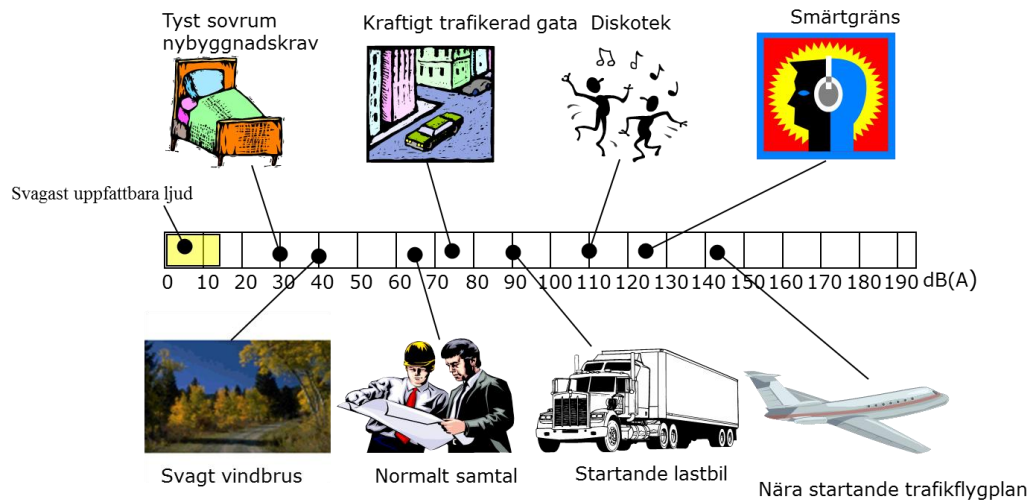 Tyst sovrum
nybyggnadskrav
Kraftigt trafikerad gata
Diskotek
Smärtgräns
Svagast uppfattbara ljud
0 10 20 30 40 50 60 70 80 90 100 110 120 130 140 150 160 170 180 190 dB(A)
Svagt vindbrus
Normalt samtal
Startande lastbil
Nära startande trafikflygplan